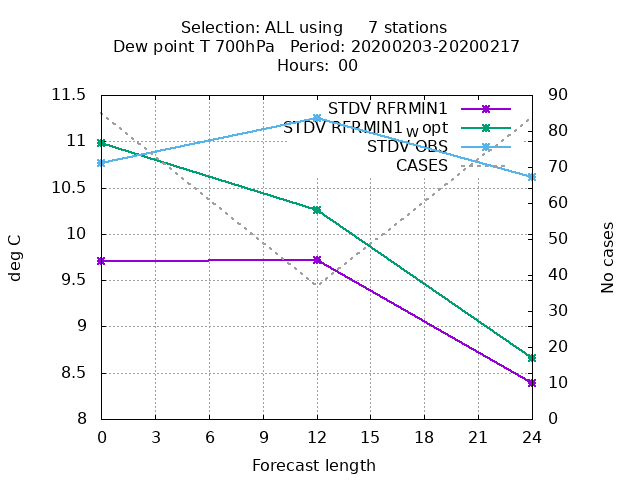 Selection: ALL using 7 stations
Dew point T 700hPa Period: 20200203-20200217
Hours: 00
STDV RFRMIN1
STDV RFRMIN1wopt
STDV OBS
CASES
deg C
11.5
11
10.5
10
9.5
9
8.5
8
No cases
90
80
70
60
50
40
30
20
10
0
0 3 6 9 12 15 18 21 24
Forecast length